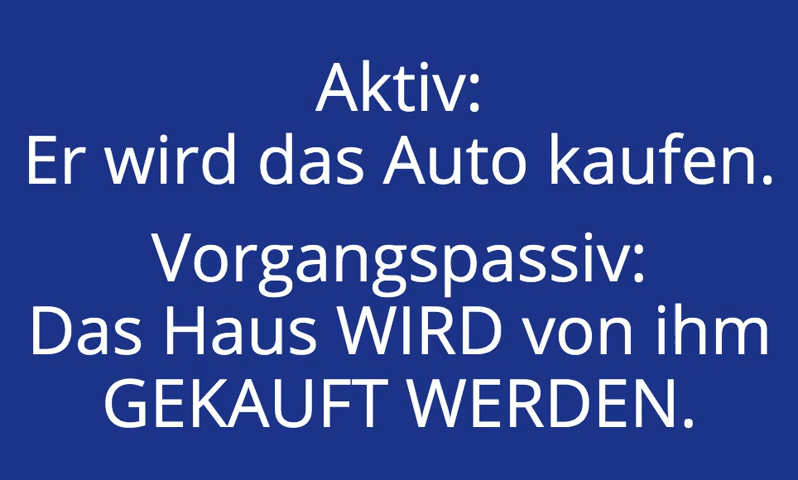 Aktiv:
Er wird das Auto kaufen.
Vorgangspassiv:
Das Haus WIRD von ihm
GEKAUFT WERDEN.